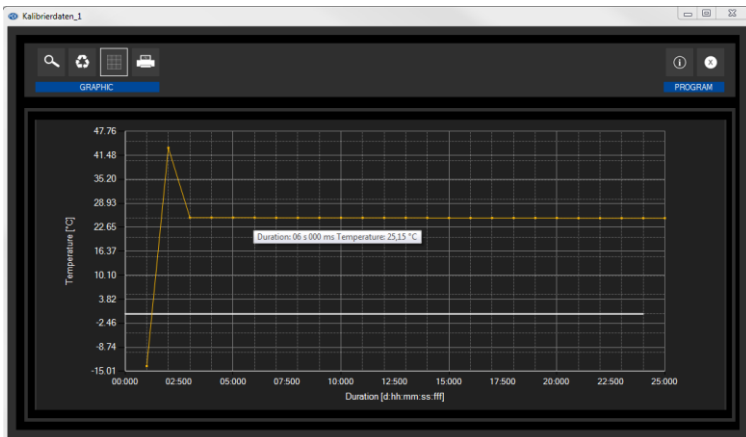 Kalibrierdaten_1
GRAPHIC
PROGRAM
47.76
41.48
35.20
28.93
22.65
16.37
10.10
3.82
-2.46
-8.74
-15.01
Temperature [°C]
Duration: 06 s 000 ms Temperature: 25,15 °C
00:000 02:500 05:000 07:500 10:000 12:500 15:000 17:500 20:000 22:500 25:000
Duration [d:hh:mm:ss:fff]